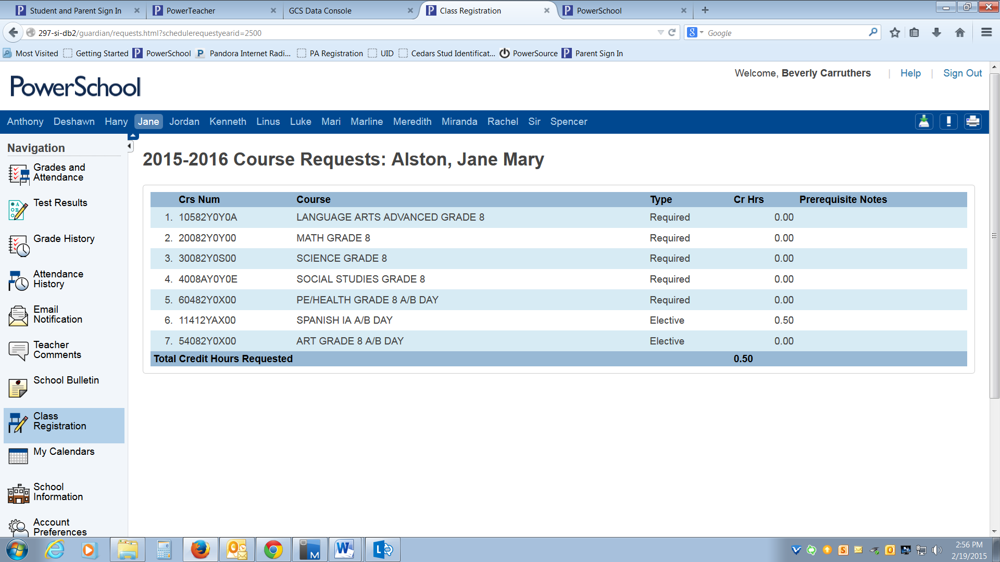 Student and Parent Sign In
PowerTeacher
GCS Data Console
Class Registration
PowerSchool
297-si-db2/guardian/requests.html?schedulerequestyearid=2500
Google
Most Visited
Getting Started
PowerSchool
Pandora Internet Radi...
PA Registration
UID
Cedars Stud Identificat...
PowerSource
Parent Sign In
PowerSchool
Welcome, Beverly Carruthers
Help
Sign Out
Anthony Deshawn Hany Jane Jordan Kenneth Linus Luke Mari Marline Meredith Miranda Rachel Sir Spencer
Navigation
Grades and
Attendance
Test Results
Grade History
Attendance
History
Email
Notification
Teacher
Comments
School Bulletin
Class
Registration
My Calendars
School
Information
Account
Preferences
2015-2016 Course Requests: Alston, Jane Mary
Crs Num Course Type Cr Hrs Prerequisite Notes
1. 10582Y0Y0A LANGUAGE ARTS ADVANCED GRADE 8 Required 0.00
2. 20082Y0Y00 MATH GRADE 8 Required 0.00
3. 30082Y0S00 SCIENCE GRADE 8 Required 0.00
4. 4008AY0Y0E SOCIAL STUDIES GRADE 8 Required 0.00
5. 60482Y0X00 PE/HEALTH GRADE 8 A/B DAY Required 0.00
6. 11412YAX00 SPANISH IA A/B DAY Elective 0.50
7. 54082Y0X00 ART GRADE 8 A/B DAY Elective 0.00
Total Credit Hours Requested 0.50
2:56 PM
2/19/2015